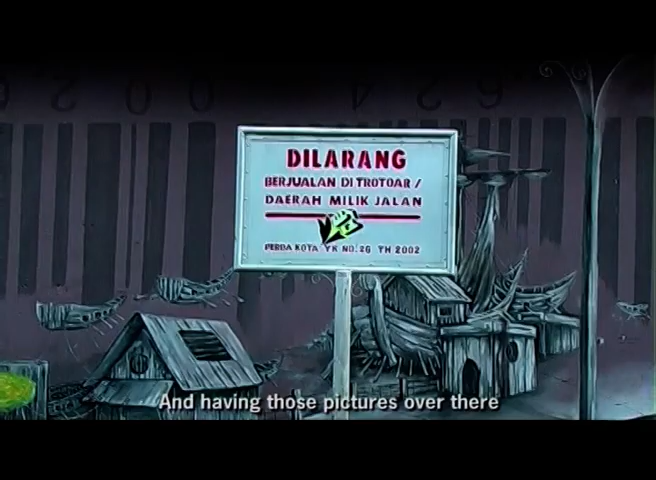 DILARANG
BERJUALAN DI TROTOAR /
DAERAH MILIK JALAN
PERDA KOTA YK NO. 26 TH 2002
And having those pictures over there